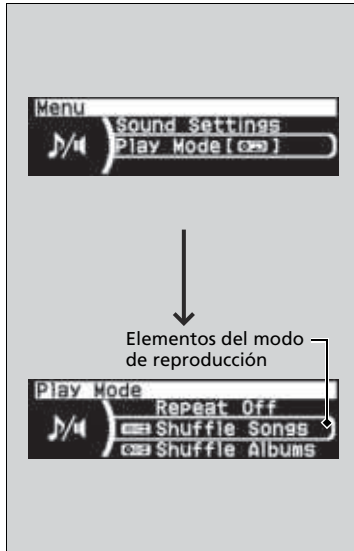 Menu
Sound Settings
Play Mode[]
Elementos del modo
de reproducción
Play Mode
Repeat Off
Shuffle Songs
Shuffle Albums